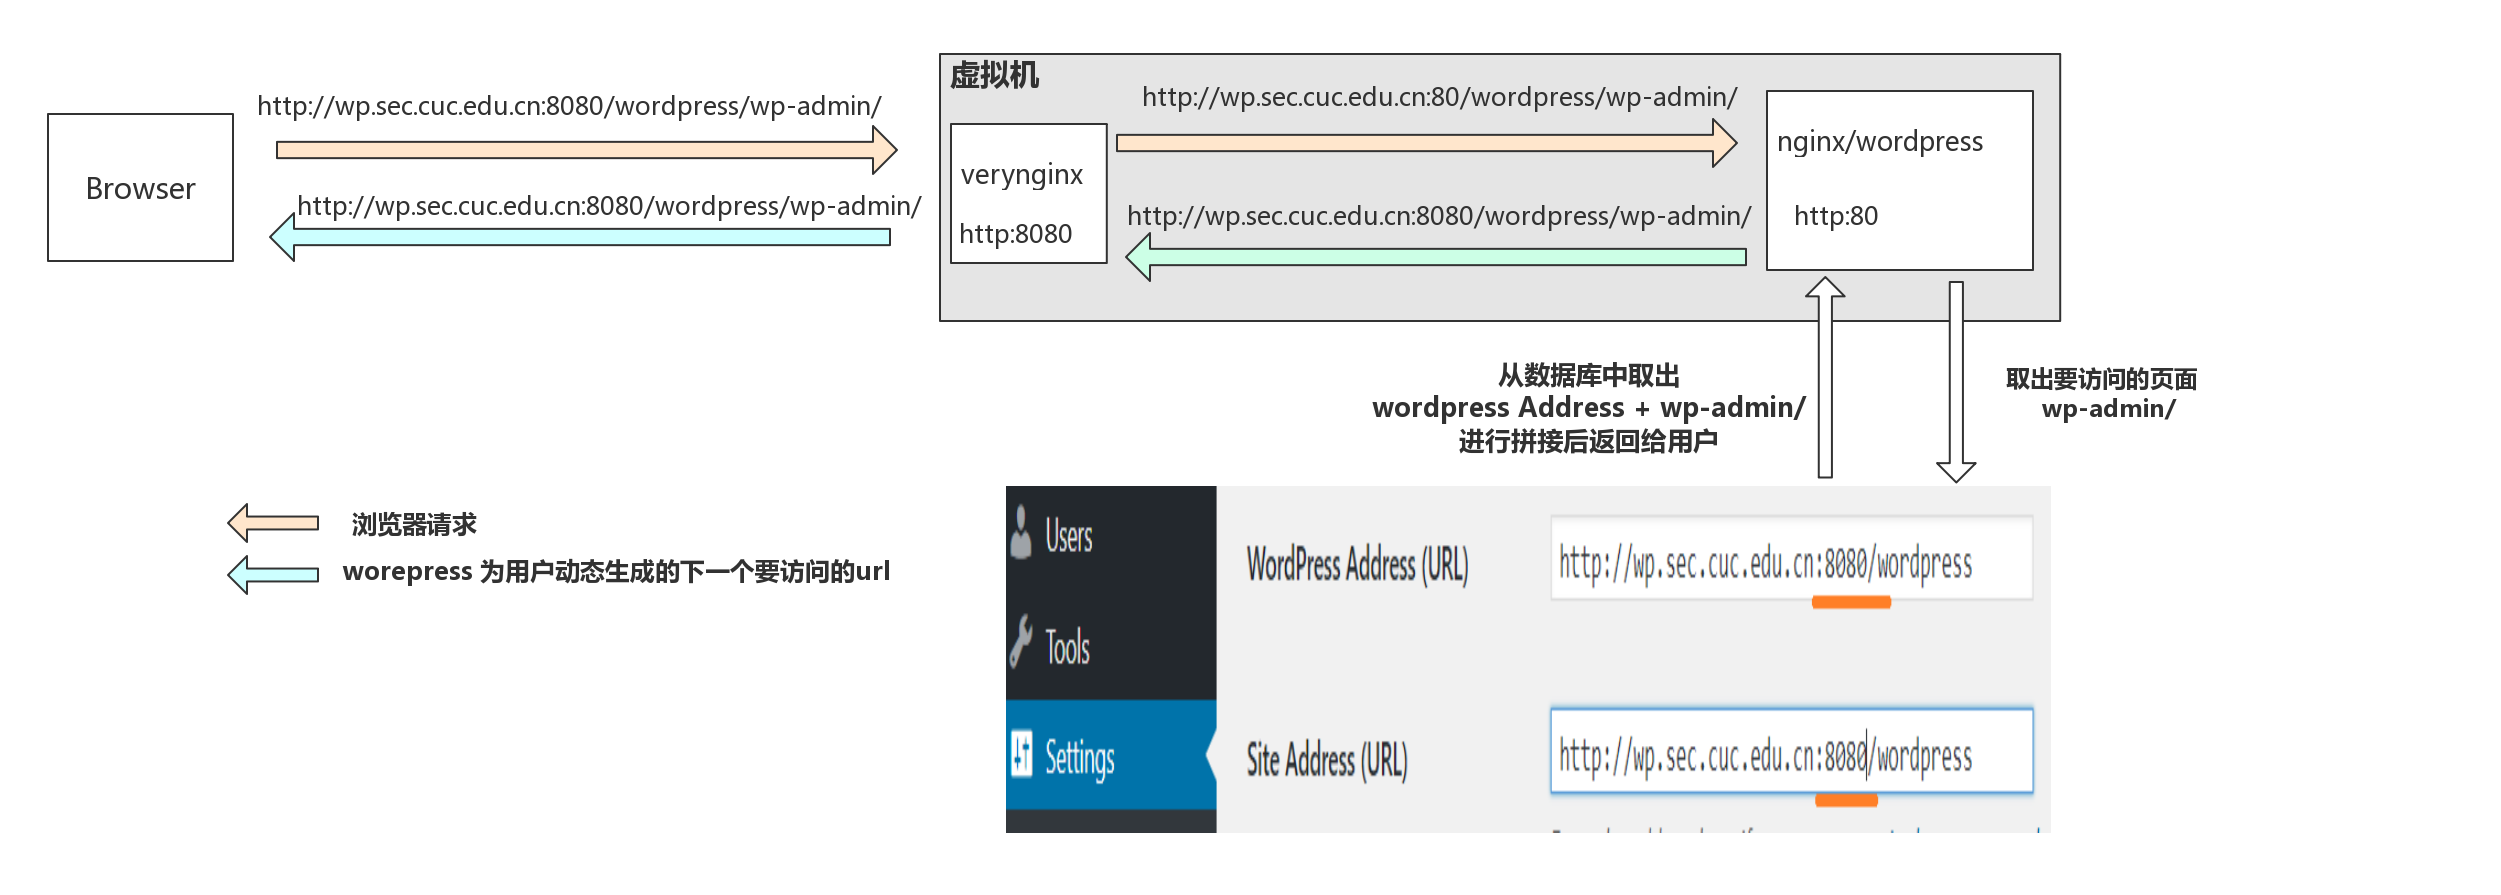 虚拟机
http://wp.sec.cuc.edu.cn:8080/wordpress/wp-admin/
http://wp.sec.cuc.edu.cn:80/wordpress/wp-admin/
Browser
verynginx
http:8080
nginx/wordpress
http:80
http://wp.sec.cuc.edu.cn:8080/wordpress/wp-admin/
http://wp.sec.cuc.edu.cn:8080/wordpress/wp-admin/
从数据库中取出
wordpress Address + wp-admin/
进行拼接后返回给用户
取出要访问的页面
wp-admin/
浏览器请求
worepress 为用户动态生成的下一个要访问的url
Users
Tools
Settings
WordPress Address (URL)
http://wp.sec.cuc.edu.cn:8080/wordpress
Site Address (URL)
http://wp.sec.cuc.edu.cn:8080/wordpress